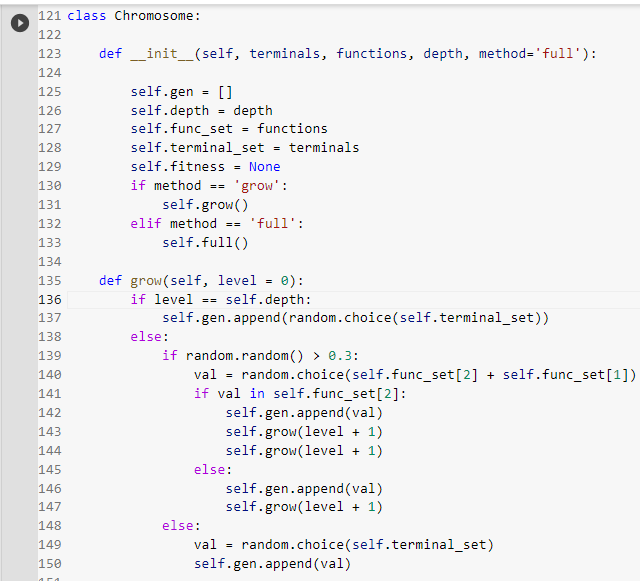 121 class Chromosome:
122
123     def __init__(self, terminals, functions, depth, method='full'):
124
125         self.gen = []
126         self.depth = depth
127         self.func_set = functions
128         self.terminal_set = terminals
129         self.fitness = None
130         if method == 'grow':
131             self.grow()
132         elif method == 'full':
133             self.full()
134
135     def grow(self, level = 0):
136         if level == self.depth:
137             self.gen.append(random.choice(self.terminal_set))
138         else:
139             if random.random() > 0.3:
140                 val = random.choice(self.func_set[2] + self.func_set[1])
141                 if val in self.func_set[2]:
142                     self.gen.append(val)
143                     self.grow(level + 1)
144                     self.grow(level + 1)
145                 else:
146                     self.gen.append(val)
147                     self.grow(level + 1)
148             else:
149                 val = random.choice(self.terminal_set)
150                 self.gen.append(val)